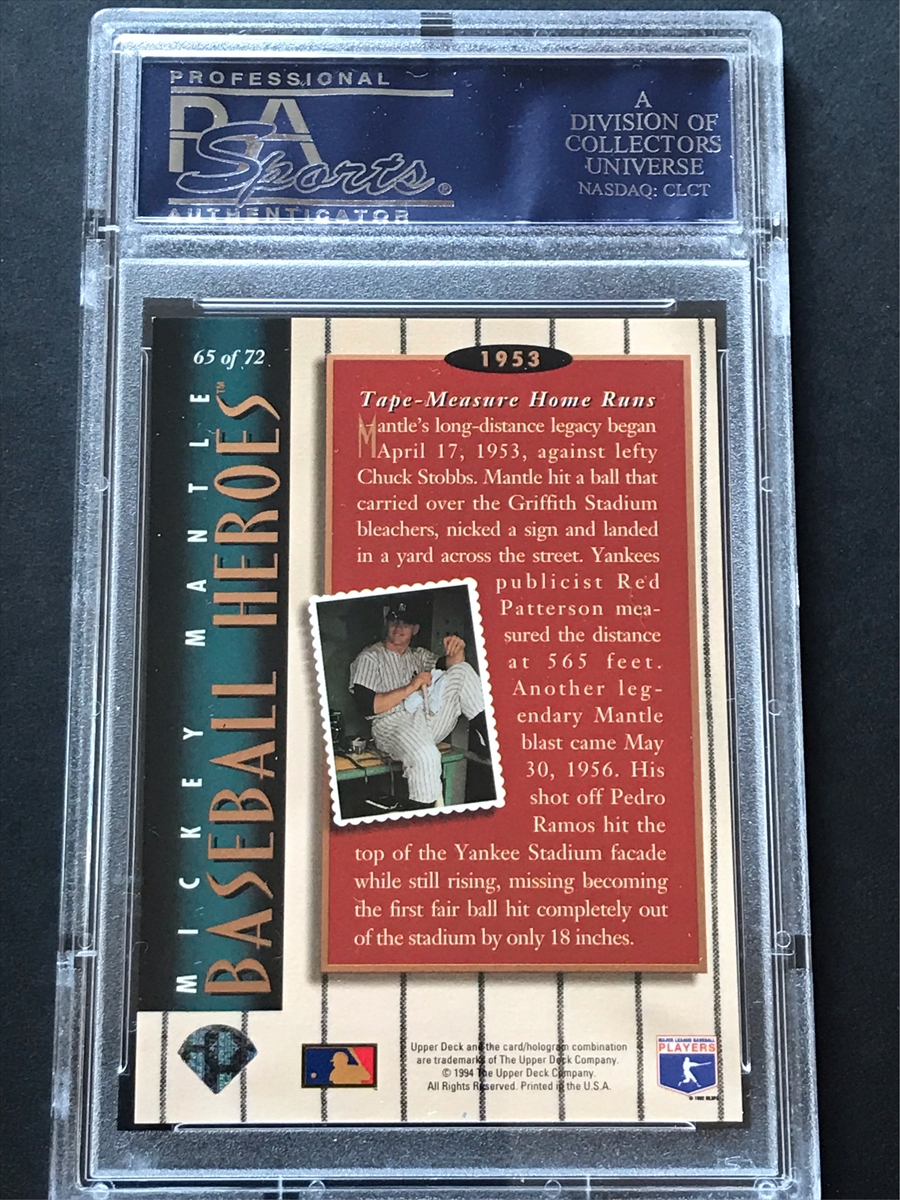 PROFESSIONAL
PSA
Sports®
AUTHENTICATOR
A
DIVISION OF
COLLECTORS
UNIVERSE
NASDAQ: CLCT
65 of 72
MICKEY MANTLE
BASEBALL HEROES™
1953
Tape-Measure Home Runs
Mantle's long-distance legacy began
April 17, 1953, against lefty
Chuck Stobbs. Mantle hit a ball that
carried over the Griffith Stadium
bleachers, nicked a sign and landed
in a yard across the street. Yankees
publicist Red
Patterson mea-
sured the distance
at 565 feet.
Another leg-
endary Mantle
blast came May
30, 1956. His
shot off Pedro
Ramos hit the
top of the Yankee Stadium facade
while still rising, missing becoming
the first fair ball hit completely out
of the stadium by only 18 inches.
Upper Deck and the card/hologram combination
are trademarks of The Upper Deck Company.
© 1994 The Upper Deck Company.
All Rights Reserved. Printed in the U.S.A.
MAJOR LEAGUE BASEBALL
PLAYERS